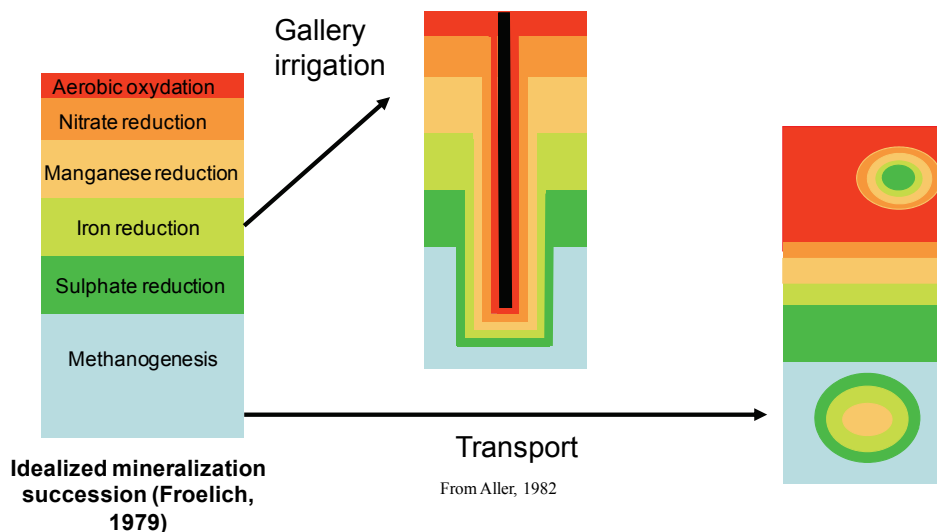 Gallery
irrigation
Aerobic oxydation
Nitrate reduction
Manganese reduction
Iron reduction
Sulphate reduction
Methanogenesis
Transport
Idealized mineralization
succession (Froelich,
1979)
From Aller, 1982